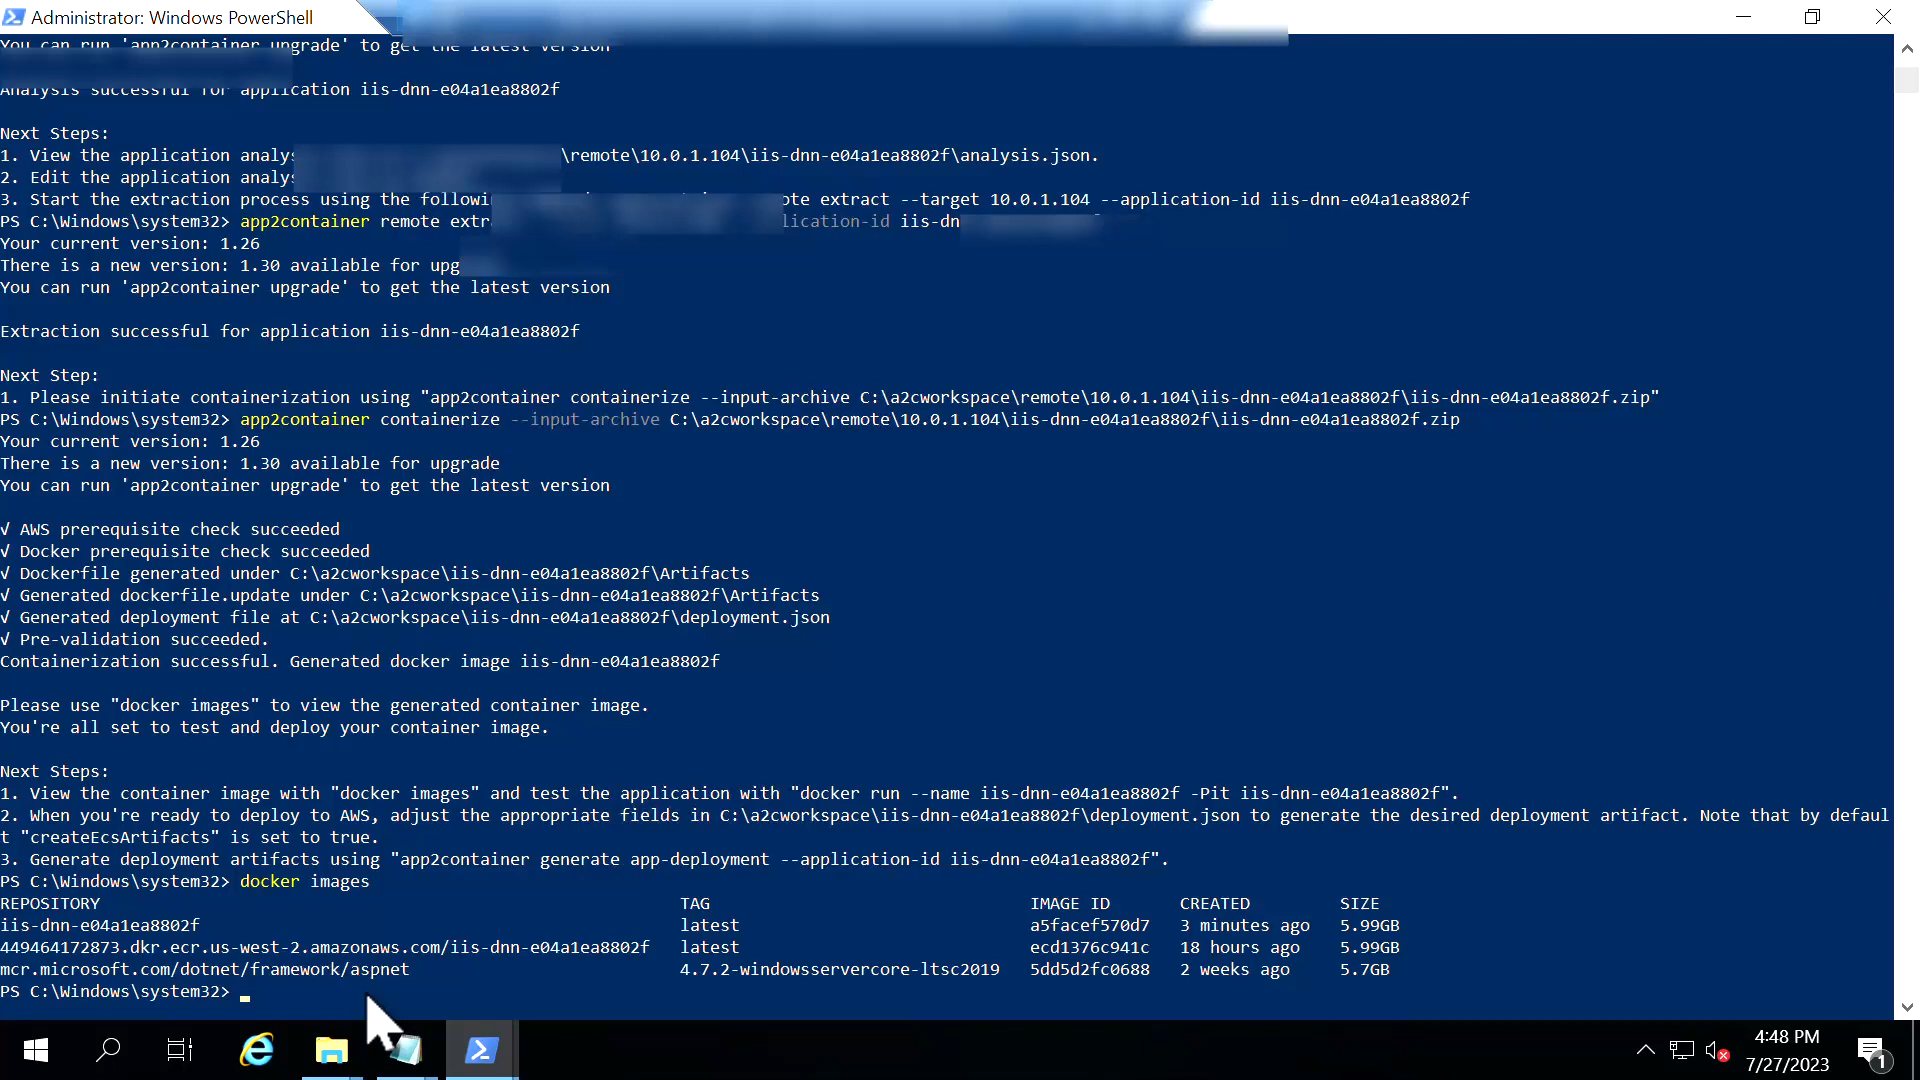 Administrator: Windows PowerShell
You can run 'app2container upgrade' to get the latest version
Analysis successful for application iis-dnn-e04a1ea8802f
Next Steps:
1. View the application analys \remote\10.0.1.104\iis-dnn-e04a1ea8802f\analysis.json.
2. Edit the application analys
3. Start the extraction process using the followin ote extract --target 10.0.1.104 --application-id iis-dnn-e04a1ea8802f
PS C:\Windows\system32> app2container remote extra lication-id iis-dn
Your current version: 1.26
There is a new version: 1.30 available for upg
You can run 'app2container upgrade' to get the latest version
Extraction successful for application iis-dnn-e04a1ea8802f
Next Step:
1. Please initiate containerization using "app2container containerize --input-archive C:\a2cworkspace\remote\10.0.1.104\iis-dnn-e04a1ea8802f\iis-dnn-e04a1ea8802f.zip"
PS C:\Windows\system32> app2container containerize --input-archive C:\a2cworkspace\remote\10.0.1.104\iis-dnn-e04a1ea8802f\iis-dnn-e04a1ea8802f.zip
Your current version: 1.26
There is a new version: 1.30 available for upgrade
You can run 'app2container upgrade' to get the latest version
√ AWS prerequisite check succeeded
√ Docker prerequisite check succeeded
√ Dockerfile generated under C:\a2cworkspace\iis-dnn-e04a1ea8802f\Artifacts
√ Generated dockerfile.update under C:\a2cworkspace\iis-dnn-e04a1ea8802f\Artifacts
√ Generated deployment file at C:\a2cworkspace\iis-dnn-e04a1ea8802f\deployment.json
√ Pre-validation succeeded.
Containerization successful. Generated docker image iis-dnn-e04a1ea8802f
Please use "docker images" to view the generated container image.
You're all set to test and deploy your container image.
Next Steps:
1. View the container image with "docker images" and test the application with "docker run --name iis-dnn-e04a1ea8802f -Pit iis-dnn-e04a1ea8802f".
2. When you're ready to deploy to AWS, adjust the appropriate fields in C:\a2cworkspace\iis-dnn-e04a1ea8802f\deployment.json to generate the desired deployment artifact. Note that by defaul
t "createEcsArtifacts" is set to true.
3. Generate deployment artifacts using "app2container generate app-deployment --application-id iis-dnn-e04a1ea8802f".
PS C:\Windows\system32> docker images
REPOSITORY TAG IMAGE ID CREATED SIZE
iis-dnn-e04a1ea8802f latest a5facef570d7 3 minutes ago 5.99GB
449464172873.dkr.ecr.us-west-2.amazonaws.com/iis-dnn-e04a1ea8802f latest ecd1376c941c 18 hours ago 5.99GB
mcr.microsoft.com/dotnet/framework/aspnet 4.7.2-windowsservercore-ltsc2019 5dd5d2fc0688 2 weeks ago 5.7GB
PS C:\Windows\system32>
4:48 PM
7/27/2023
1